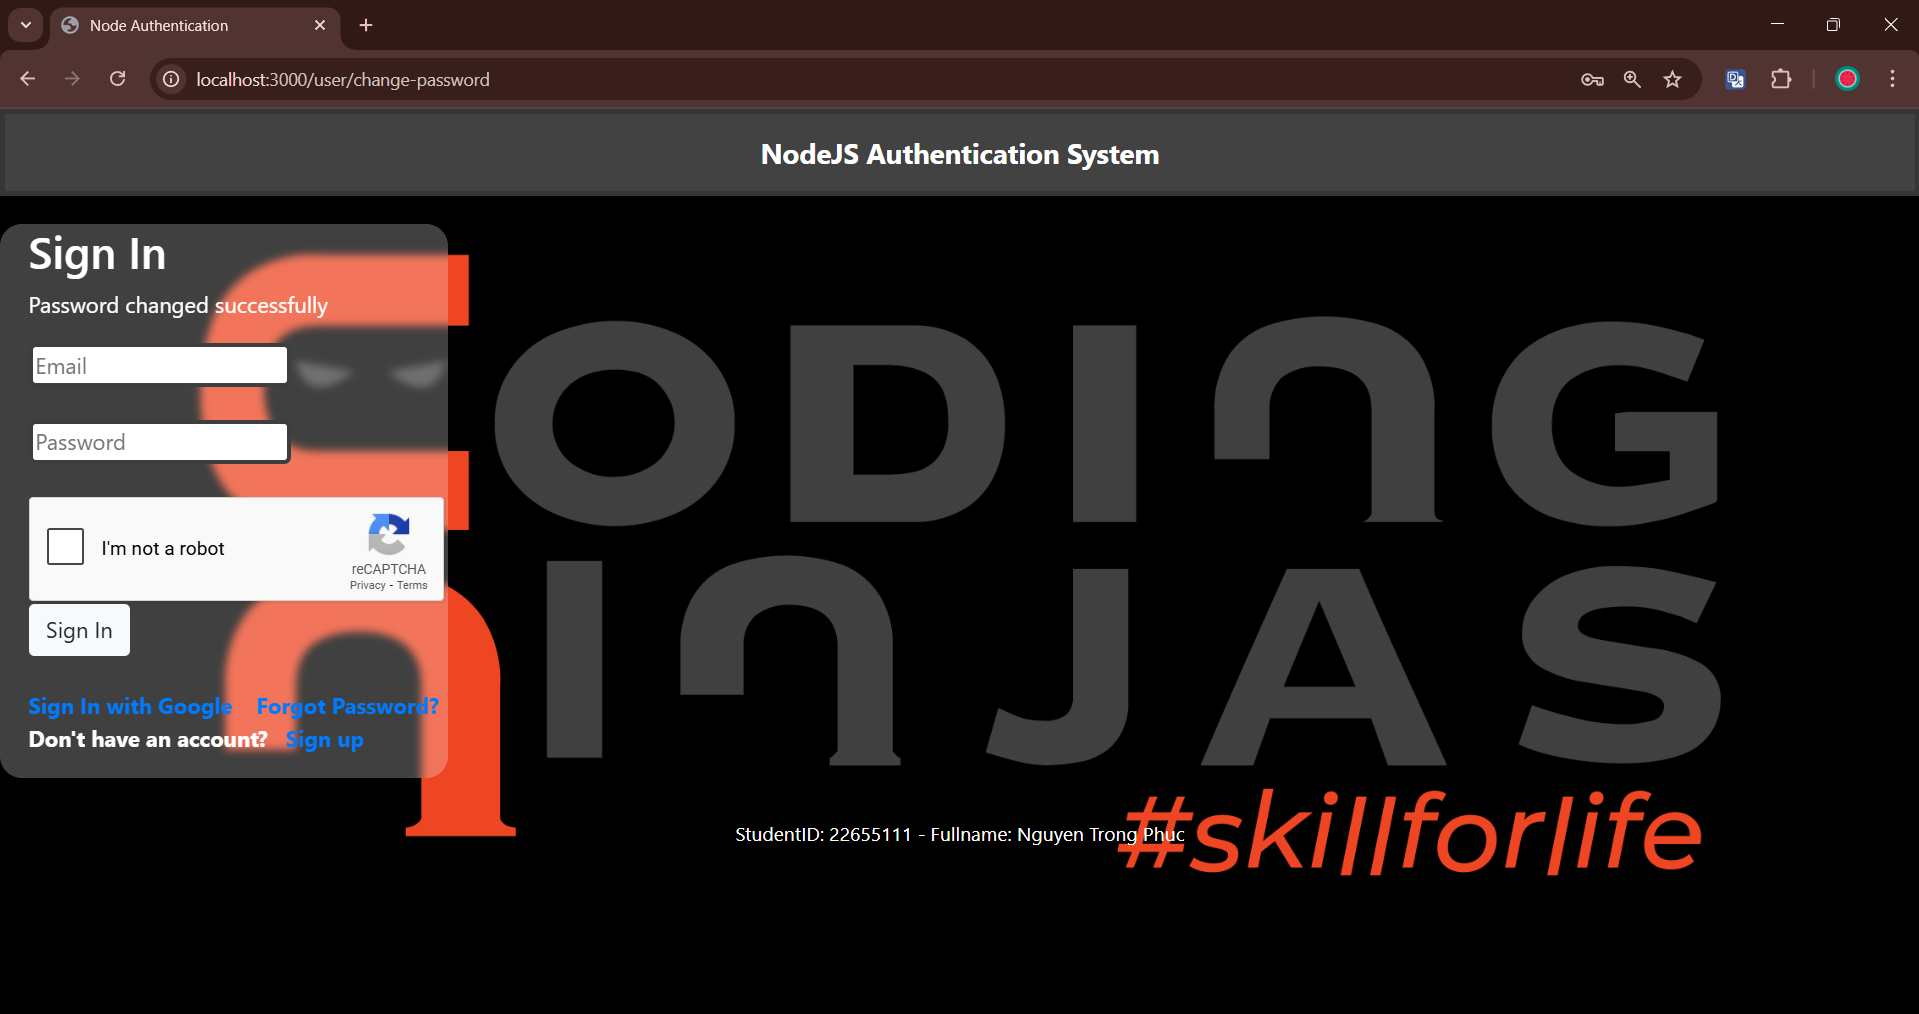 Node Authentication
localhost:3000/user/change-password
NodeJS Authentication System
Sign In
Password changed successfully
Email
Password
I'm not a robot
reCAPTCHA
Privacy - Terms
Sign In
Sign In with Google Forgot Password?
Don't have an account? Sign up
CODING
NINJAS
#skillforlife
StudentID: 22655111 - Fullname: Nguyen Trong Phuc